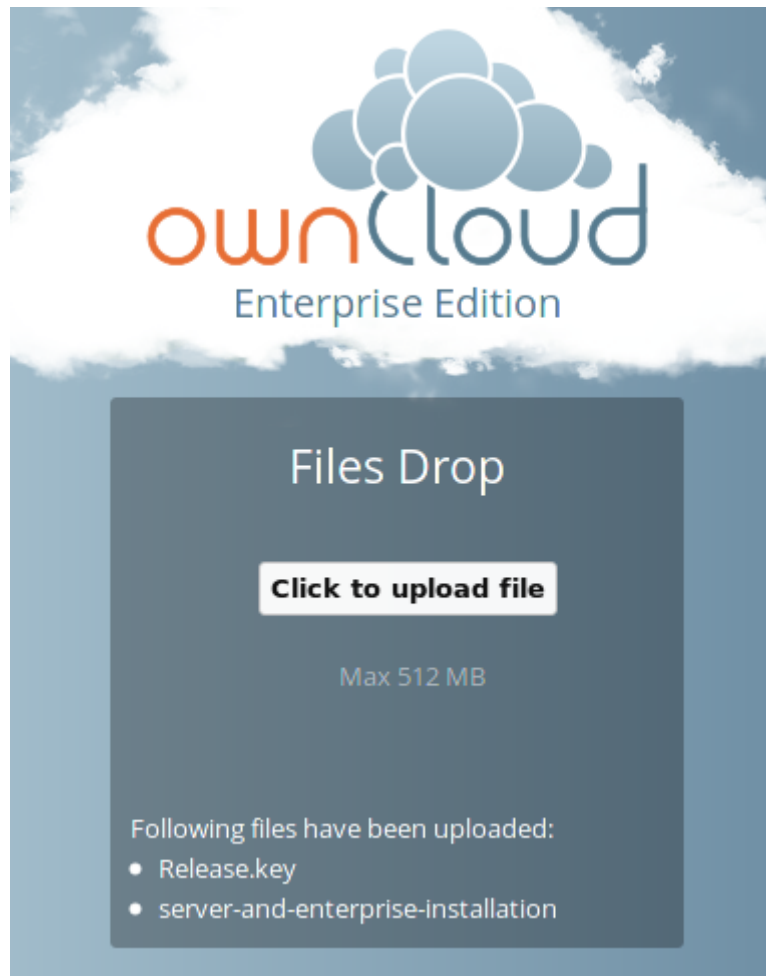 ownCloud
Enterprise Edition
Files Drop
Click to upload file
Max 512 MB
Following files have been uploaded:
Release.key
server-and-enterprise-installation